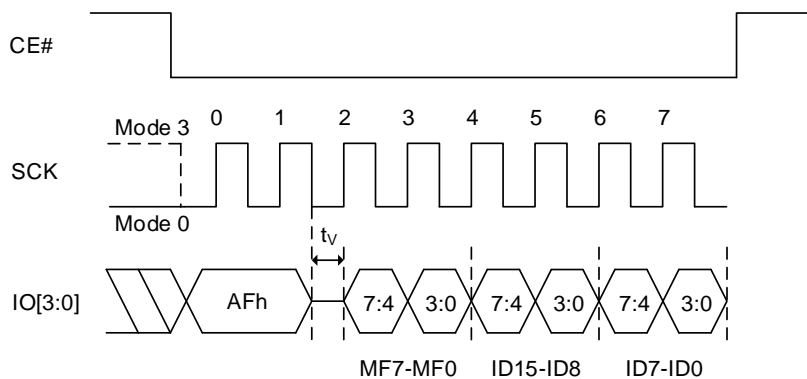 CE#
Mode 3 0 1 2 3 4 5 6 7
SCK
Mode 0
tV
IO[3:0] AFh 7:4 3:0 7:4 3:0 7:4 3:0
MF7-MF0 ID15-ID8 ID7-ID0